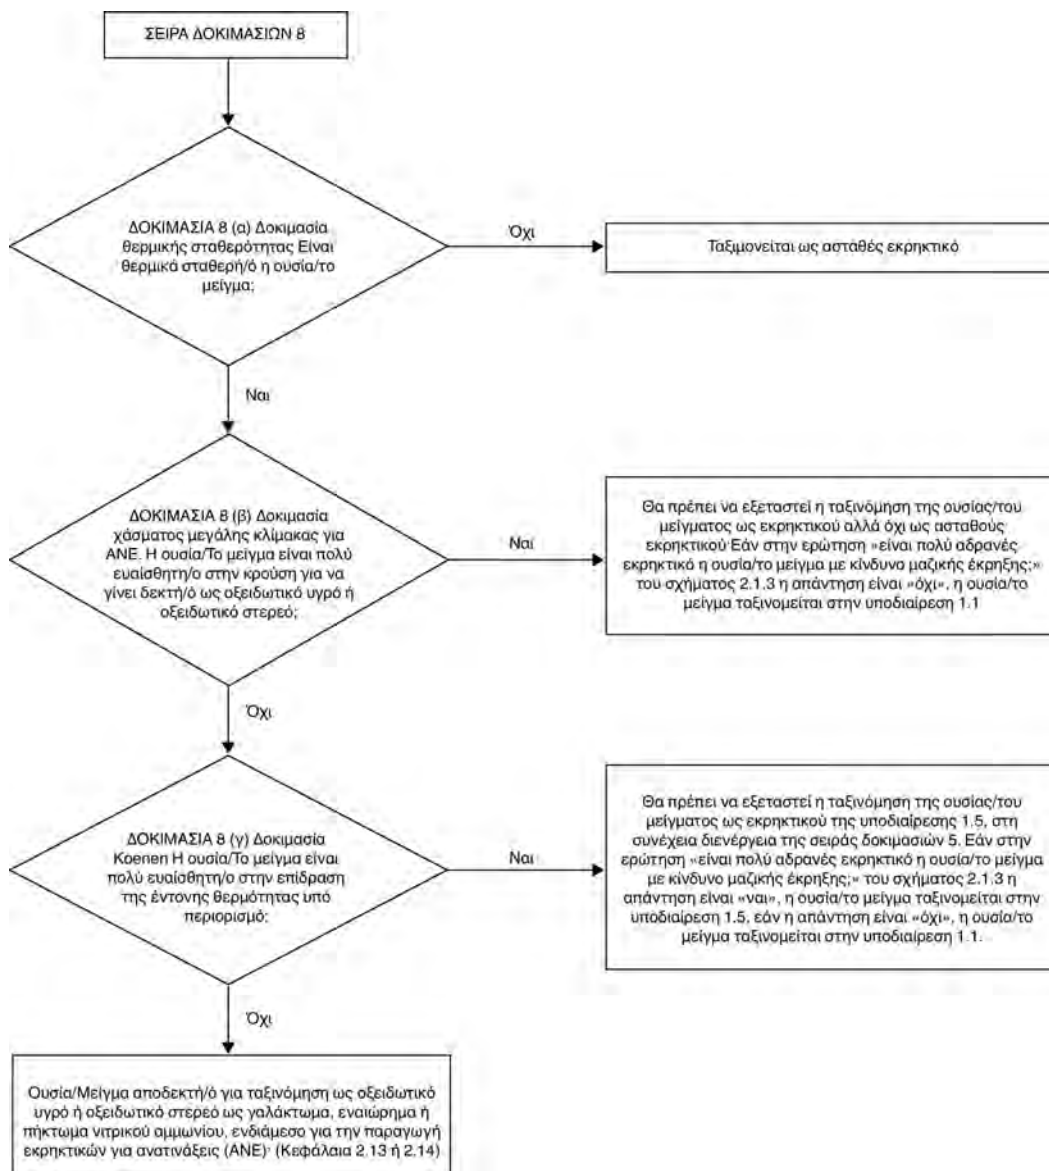 ΣΕΙΡΑ ΔΟΚΙΜΑΣΙΩΝ 8
ΔΟΚΙΜΑΣΙΑ 8 (α) Δοκιμασία
θερμικής σταθερότητας Είναι
θερμικά σταθερή/ό η ουσία/το
μείγμα;
Όχι
Ταξιμονείται ως ασταθές εκρηκτικό
Ναι
ΔΟΚΙΜΑΣΙΑ 8 (β) Δοκιμασία
χάσματος μεγάλης κλίμακας για
ΑΝΕ. Η ουσία/Το μείγμα είναι πολύ
ευαίσθητη/ο στην κρούση για να
γίνει δεκτή/ό ως οξειδωτικό υγρό ή
οξειδωτικό στερεό;
Ναι
Θα πρέπει να εξεταστεί η ταξινόμηση της ουσίας/του
μείγματος ως εκρηκτικού αλλά όχι ως ασταθούς
εκρηκτικού· Εάν στην ερώτηση »είναι πολύ αδρανές
εκρηκτικό η ουσία/το μείγμα με κίνδυνο μαζικής έκρηξης;»
του σχήματος 2.1.3 η απάντηση είναι «όχι», η ουσία/το
μείγμα ταξινομείται στην υποδιαίρεση 1.1
Όχι
ΔΟΚΙΜΑΣΙΑ 8 (γ) Δοκιμασία
Koenen Η ουσία/Το μείγμα είναι
πολύ ευαίσθητη/ο στην επίδραση
της έντονης θερμότητας υπό
περιορισμό;
Ναι
Θα πρέπει να εξεταστεί η ταξινόμηση της ουσίας/του
μείγματος ως εκρηκτικού της υποδιαίρεσης 1.5, στη
συνέχεια διενέργεια της σειράς δοκιμασιών 5. Εάν στην
ερώτηση «είναι πολύ αδρανές εκρηκτικό η ουσία/το μείγμα
με κίνδυνο μαζικής έκρηξης;» του σχήματος 2.1.3 η
απάντηση είναι «ναι», η ουσία/το μείγμα ταξινομείται στην
υποδιαίρεση 1.5, εάν η απάντηση είναι «όχι», η ουσία/το
μείγμα ταξινομείται στην υποδιαίρεση 1.1.
Όχι
Ουσία/Μείγμα αποδεκτή/ό για ταξινόμηση ως οξειδωτικό
υγρό ή οξειδωτικό στερεό ως γαλάκτωμα, εναιώρημα ή
πήκτωμα νιτρικού αμμωνίου, ενδιάμεσο για την παραγωγή
εκρηκτικών για ανατινάξεις (ΑΝΕ)· (Κεφάλαια 2.13 ή 2.14)